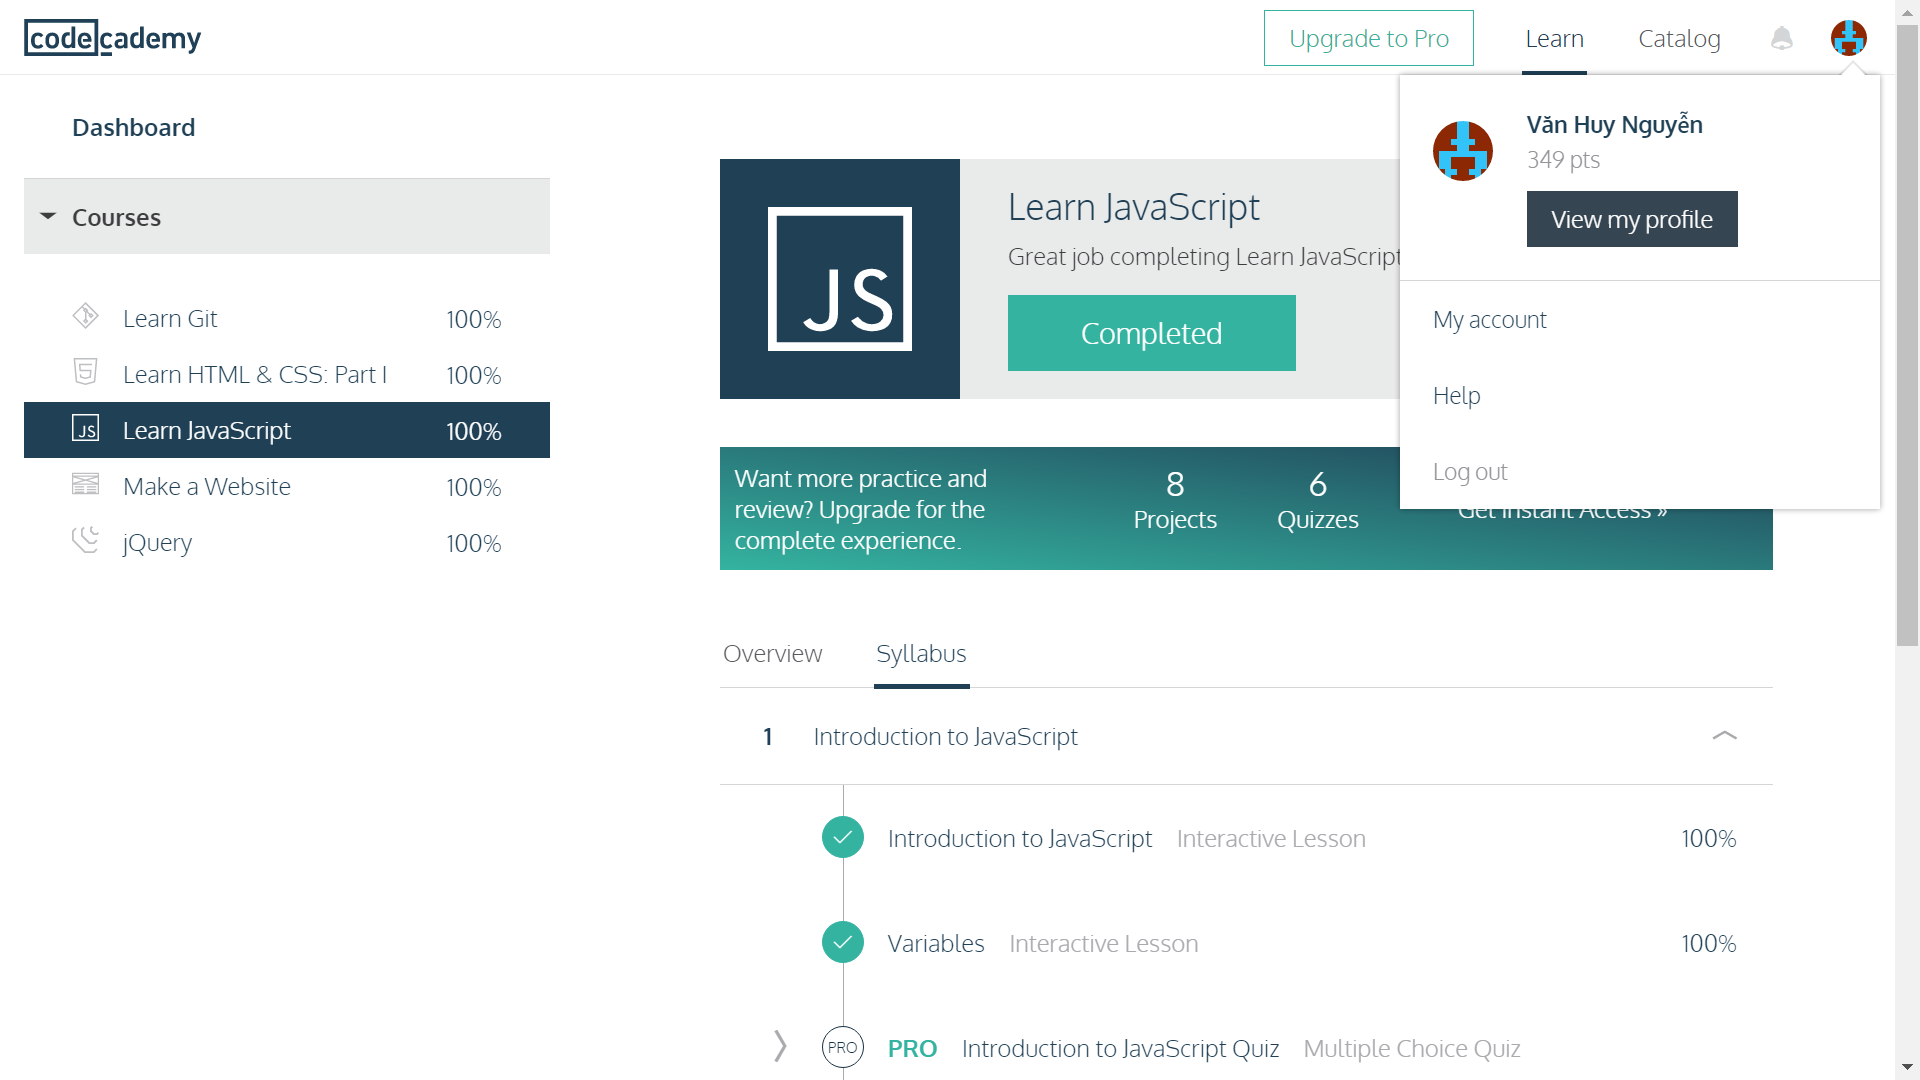 codecademy
Upgrade to Pro
Learn
Catalog
Văn Huy Nguyễn
349 pts
View my profile
My account
Help
Log out
Dashboard
Courses
Learn Git 100%
Learn HTML & CSS: Part I 100%
JS Learn JavaScript 100%
Make a Website 100%
jQuery 100%
JS
Learn JavaScript
Great job completing Learn JavaScript
Completed
Want more practice and
review? Upgrade for the
complete experience.
8
Projects
6
Quizzes
Get Instant Access »
Overview
Syllabus
1 Introduction to JavaScript
Introduction to JavaScript Interactive Lesson 100%
Variables Interactive Lesson 100%
PRO PRO Introduction to JavaScript Quiz Multiple Choice Quiz